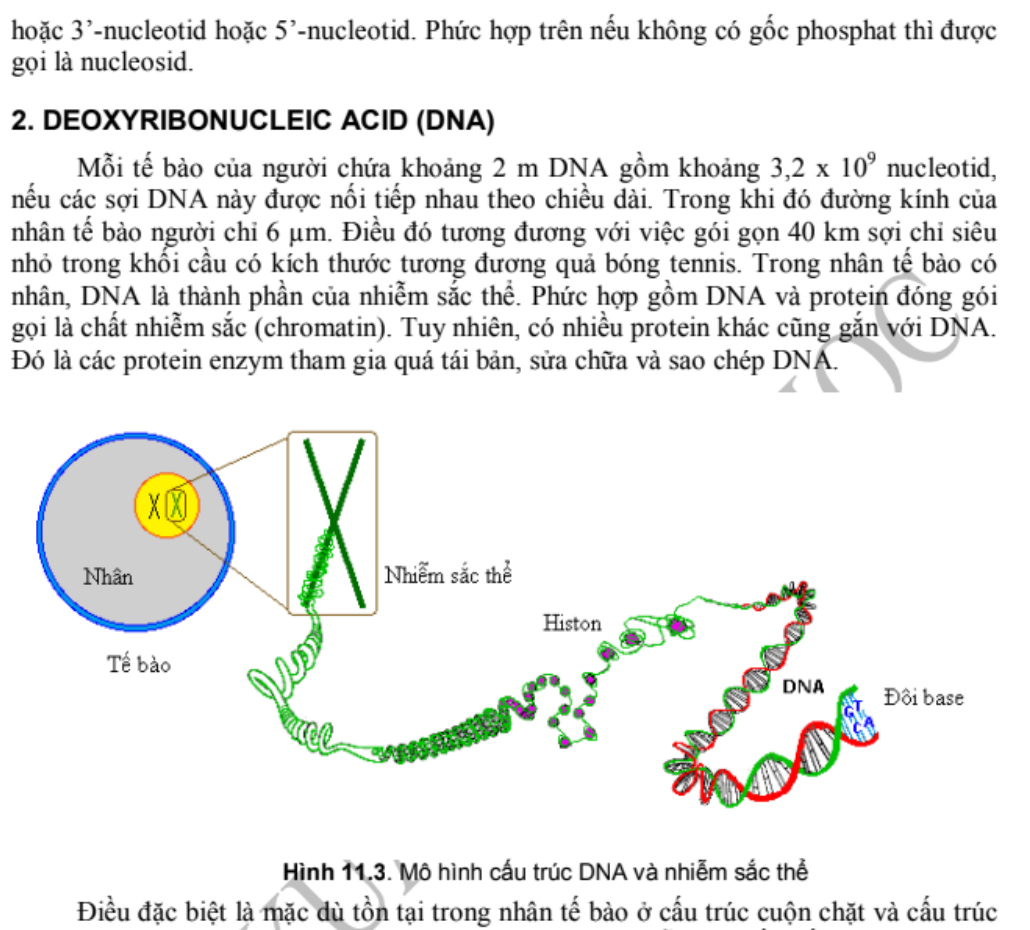 hoặc 3’-nucleotid hoặc 5’-nucleotid. Phức hợp trên nếu không có gốc phosphat thì được
gọi là nucleosid.
2. DEOXYRIBONUCLEIC ACID (DNA)
Mỗi tế bào của người chứa khoảng 2 m DNA gồm khoảng 3,2 x 10⁹ nucleotid,
nếu các sợi DNA này được nối tiếp nhau theo chiều dài. Trong khi đó đường kính của
nhân tế bào người chỉ 6 µm. Điều đó tương đương với việc gói gọn 40 km sợi chỉ siêu
nhỏ trong khối cầu có kích thước tương đương quả bóng tennis. Trong nhân tế bào có
nhân, DNA là thành phần của nhiễm sắc thể. Phức hợp gồm DNA và protein đóng gói
gọi là chất nhiễm sắc (chromatin). Tuy nhiên, có nhiều protein khác cũng gắn với DNA.
Đó là các protein enzym tham gia quá tái bản, sửa chữa và sao chép DNA.
X X
Nhân
Tế bào
Nhiễm sắc thể
Histon
DNA
Đôi base
G T
C A
Hình 11.3. Mô hình cấu trúc DNA và nhiễm sắc thể
Điều đặc biệt là mặc dù tồn tại trong nhân tế bào ở cấu trúc cuộn chặt và cấu trúc